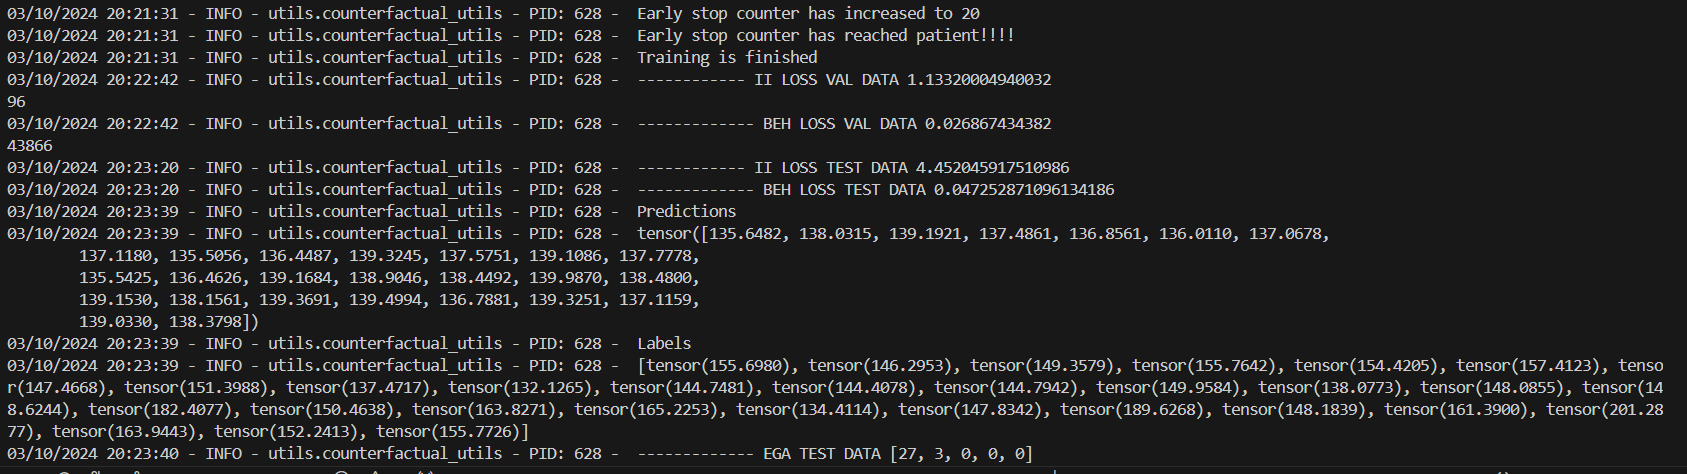 03/10/2024 20:21:31 - INFO - utils.counterfactual_utils - PID: 628 -  Early stop counter has increased to 20
03/10/2024 20:21:31 - INFO - utils.counterfactual_utils - PID: 628 -  Early stop counter has reached patient!!!!
03/10/2024 20:21:31 - INFO - utils.counterfactual_utils - PID: 628 -  Training is finished
03/10/2024 20:22:42 - INFO - utils.counterfactual_utils - PID: 628 -  ------------ II LOSS VAL DATA 1.13320004940032
96
03/10/2024 20:22:42 - INFO - utils.counterfactual_utils - PID: 628 -  ------------- BEH LOSS VAL DATA 0.026867434382
43866
03/10/2024 20:23:20 - INFO - utils.counterfactual_utils - PID: 628 -  ------------ II LOSS TEST DATA 4.452045917510986
03/10/2024 20:23:20 - INFO - utils.counterfactual_utils - PID: 628 -  ------------- BEH LOSS TEST DATA 0.047252871096134186
03/10/2024 20:23:39 - INFO - utils.counterfactual_utils - PID: 628 -  Predictions
03/10/2024 20:23:39 - INFO - utils.counterfactual_utils - PID: 628 -  tensor([135.6482, 138.0315, 139.1921, 137.4861, 136.8561, 136.0110, 137.0678,
        137.1180, 135.5056, 136.4487, 139.3245, 137.5751, 139.1086, 137.7778,
        135.5425, 136.4626, 139.1684, 138.9046, 138.4492, 139.9870, 138.4800,
        139.1530, 138.1561, 139.3691, 139.4994, 136.7881, 139.3251, 137.1159,
        139.0330, 138.3798])
03/10/2024 20:23:39 - INFO - utils.counterfactual_utils - PID: 628 -  Labels
03/10/2024 20:23:39 - INFO - utils.counterfactual_utils - PID: 628 -  [tensor(155.6980), tensor(146.2953), tensor(149.3579), tensor(155.7642), tensor(154.4205), tensor(157.4123), tenso
r(147.4668), tensor(151.3988), tensor(137.4717), tensor(132.1265), tensor(144.7481), tensor(144.4078), tensor(144.7942), tensor(149.9584), tensor(138.0773), tensor(148.0855), tensor(14
8.6244), tensor(182.4077), tensor(150.4638), tensor(163.8271), tensor(165.2253), tensor(134.4114), tensor(147.8342), tensor(189.6268), tensor(148.1839), tensor(161.3900), tensor(201.28
77), tensor(163.9443), tensor(152.2413), tensor(155.7726)]
03/10/2024 20:23:40 - INFO - utils.counterfactual_utils - PID: 628 -  ------------- EGA TEST DATA [27, 3, 0, 0, 0]